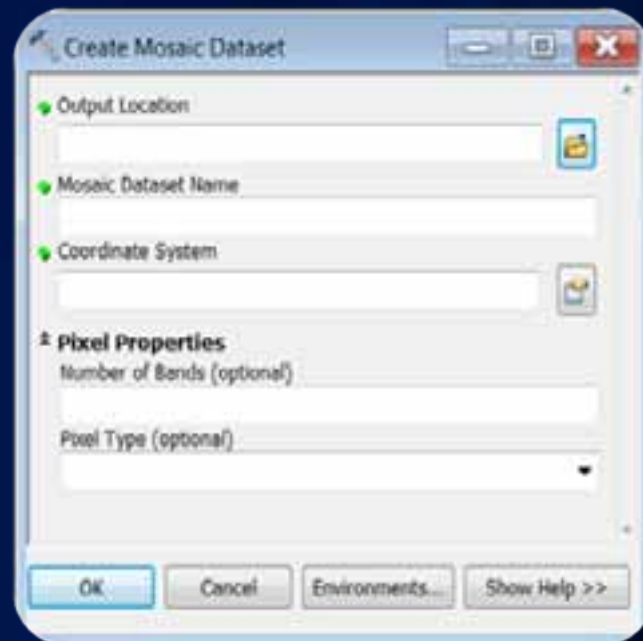 Create Mosaic Dataset
Output Location
Mosaic Dataset Name
Coordinate System
Pixel Properties
Number of Bands (optional)
Pixel Type (optional)
OK Cancel Environments... Show Help >>